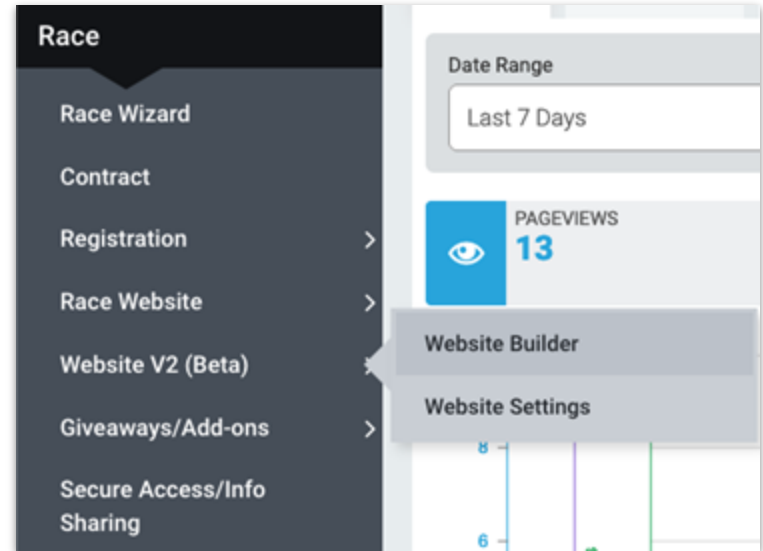 Race
Race Wizard
Contract
Registration
Race Website
Website V2 (Beta)
Giveaways/Add-ons
Secure Access/Info
Sharing
Date Range
Last 7 Days
PAGEVIEWS
13
Website Builder
Website Settings
8
6